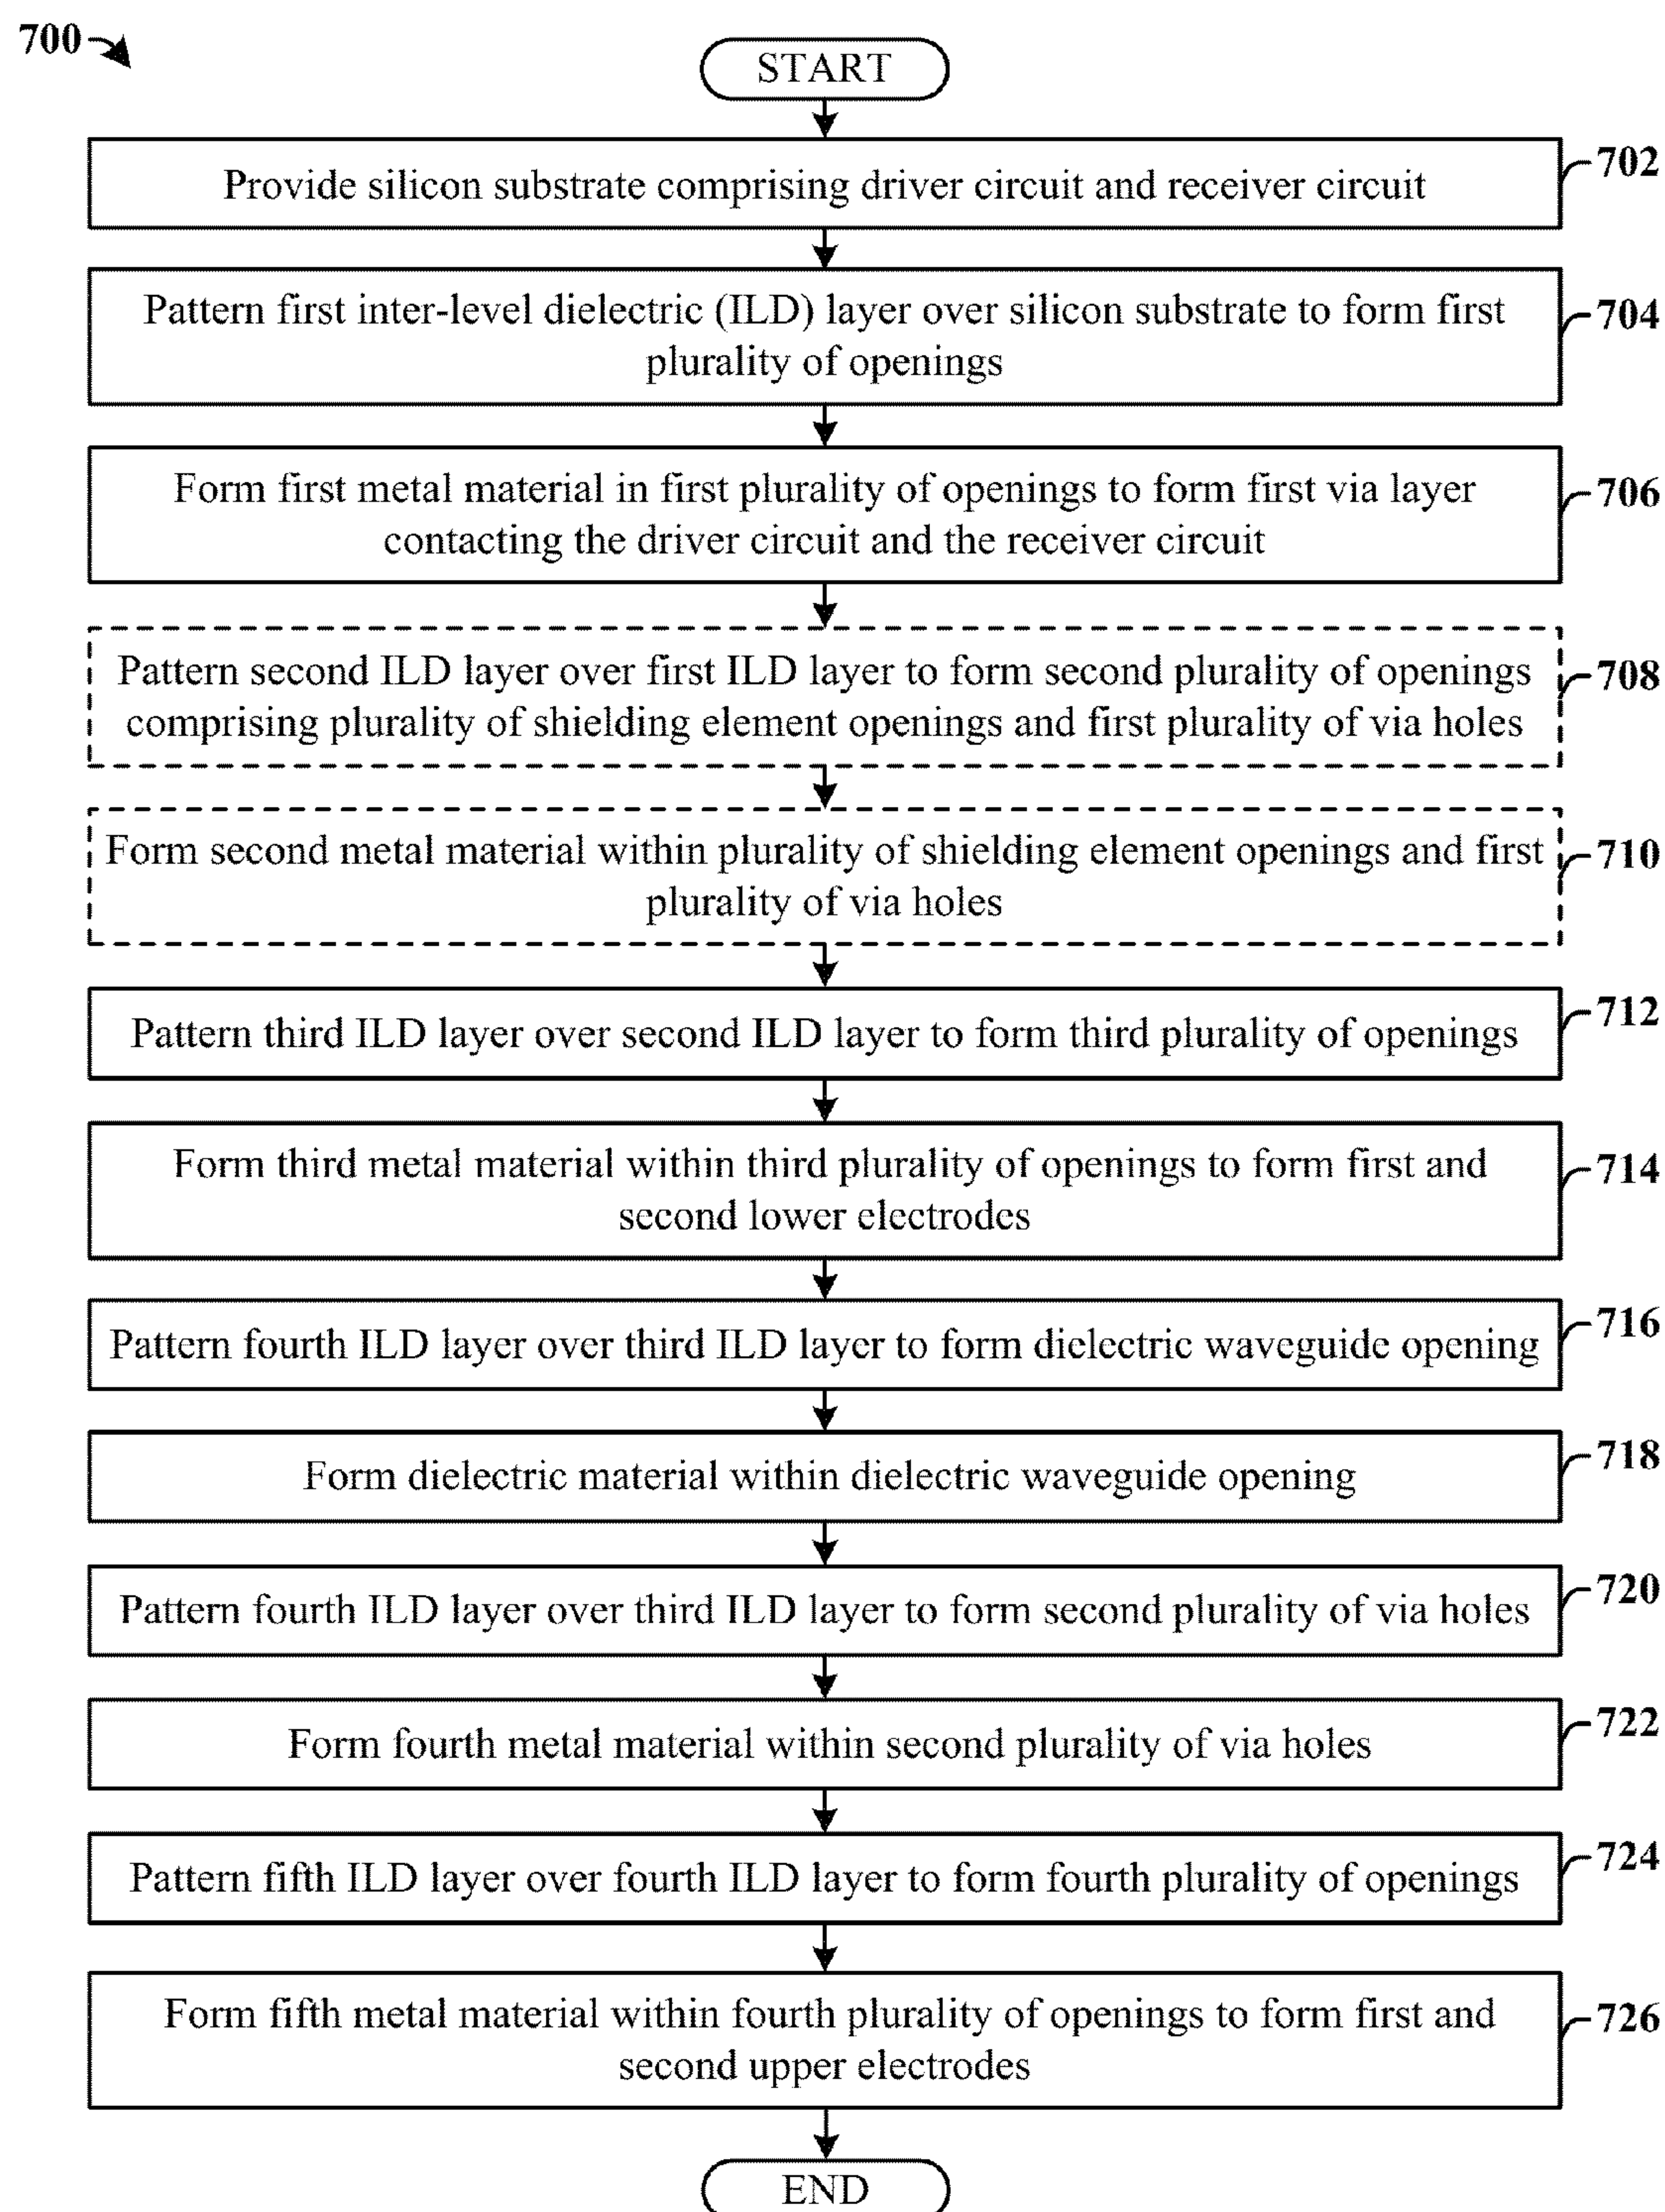 700
START
Provide silicon substrate comprising driver circuit and receiver circuit
702
Pattern first inter-level dielectric (ILD) layer over silicon substrate to form first
plurality of openings
704
Form first metal material in first plurality of openings to form first via layer
contacting the driver circuit and the receiver circuit
706
Pattern second ILD layer over first ILD layer to form second plurality of openings
comprising plurality of shielding element openings and first plurality of via holes
708
Form second metal material within plurality of shielding element openings and first
plurality of via holes
710
Pattern third ILD layer over second ILD layer to form third plurality of openings
712
Form third metal material within third plurality of openings to form first and
second lower electrodes
714
Pattern fourth ILD layer over third ILD layer to form dielectric waveguide opening
716
Form dielectric material within dielectric waveguide opening
718
Pattern fourth ILD layer over third ILD layer to form second plurality of via holes
720
Form fourth metal material within second plurality of via holes
722
Pattern fifth ILD layer over fourth ILD layer to form fourth plurality of openings
724
Form fifth metal material within fourth plurality of openings to form first and
second upper electrodes
726
END